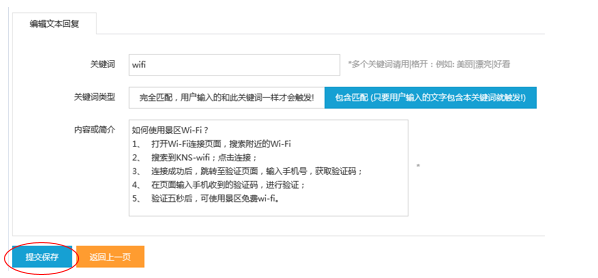 编辑文本回复
关键词
wifi
*多个关键词请用|格开：例如: 美丽|漂亮|好看
关键词类型
完全匹配，用户输入的和此关键词一样才会触发!
包含匹配 (只要用户输入的文字包含本关键词就触发!)
内容或简介
如何使用景区Wi-Fi？
1、 打开Wi-Fi连接页面，搜索附近的Wi-Fi
2、 搜索到KNS-wifi；点击连接；
3、 连接成功后，跳转至验证页面，输入手机号，获取验证码；
4、 在页面输入手机收到的验证码，进行验证；
5、 验证五秒后，可使用景区免费wi-fi。
*
提交保存
返回上一页